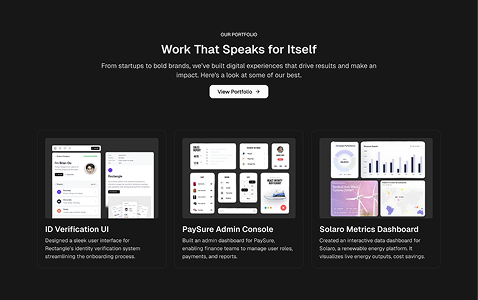 OUR PORTFOLIO
Work That Speaks for Itself
From startups to bold brands, we've built digital experiences that drive results and make an
impact. Here's a look at some of our best.
View Portfolio →
Rectangle
ID Verification UI
Designed a sleek user interface for
Rectangle's identity verification system
streamlining the onboarding process.
PaySure Admin Console
Built an admin dashboard for PaySure,
enabling finance teams to manage user roles,
payments, and reports.
Solaro Metrics Dashboard
Created an interactive data dashboard for
Solaro, a renewable energy platform. It
visualizes live energy outputs, cost savings.